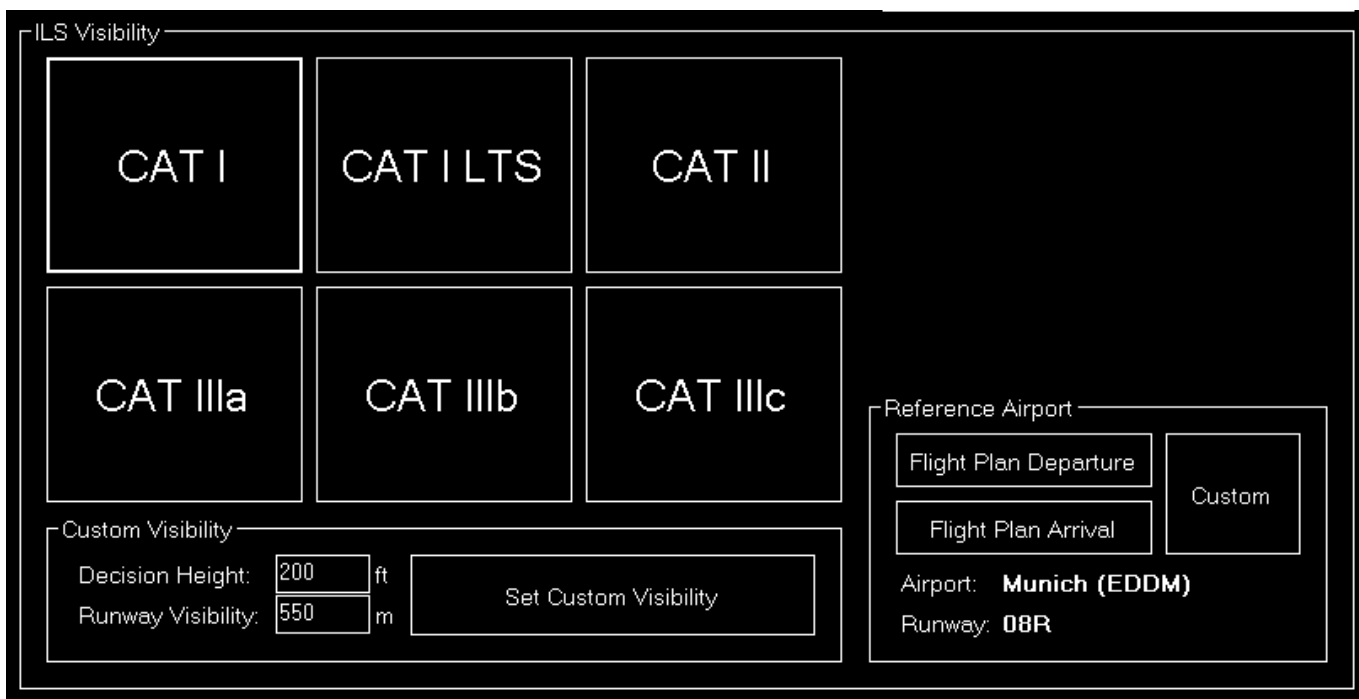 ILS Visibility
CAT I
CAT I LTS
CAT II
CAT IIIa
CAT IIIb
CAT IIIc
Custom Visibility
Decision Height: 200 ft
Runway Visibility: 550 m
Set Custom Visibility
Reference Airport
Flight Plan Departure
Flight Plan Arrival
Custom
Airport: Munich (EDDM)
Runway: 08R